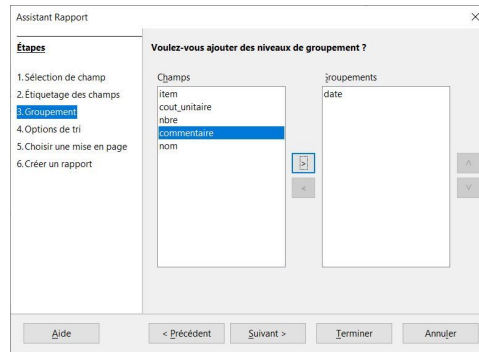 Assistant Rapport
Étapes
1. Sélection de champ
2. Étiquetage des champs
3. Groupement
4. Options de tri
5. Choisir une mise en page
6. Créer un rapport
Voulez-vous ajouter des niveaux de groupement ?
Champs
item
cout_unitaire
nbre
commentaire
nom
>
<
Groupements
date
Aide
< Précédent
Suivant >
Terminer
Annuler